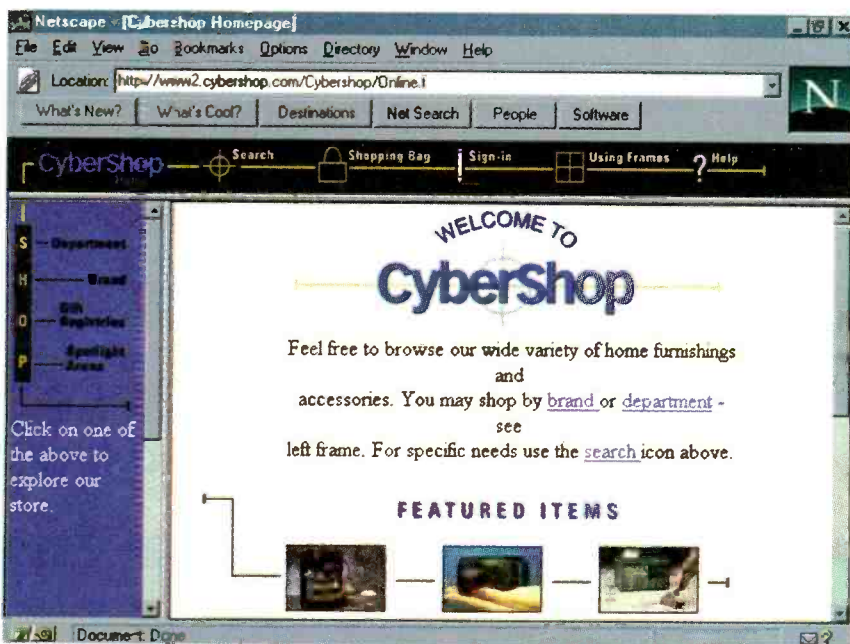 Netscape - [Cybershop Homepage]
File Edit View Go Bookmarks Options Directory Window Help
Location: http://www2.cybershop.com/Cybershop/Online.i
What's New? What's Cool? Destinations Net Search People Software
CyberShop Search Shopping Bag Sign-in Using Frames ? Help
S Department
H Brand
O Gift Registries
P Spotlight Areas
Click on one of
the above to
explore our
store.
WELCOME TO
CyberShop
Feel free to browse our wide variety of home furnishings
and
accessories. You may shop by brand or department -
see
left frame. For specific needs use the search icon above.
FEATURED ITEMS
Document: Done